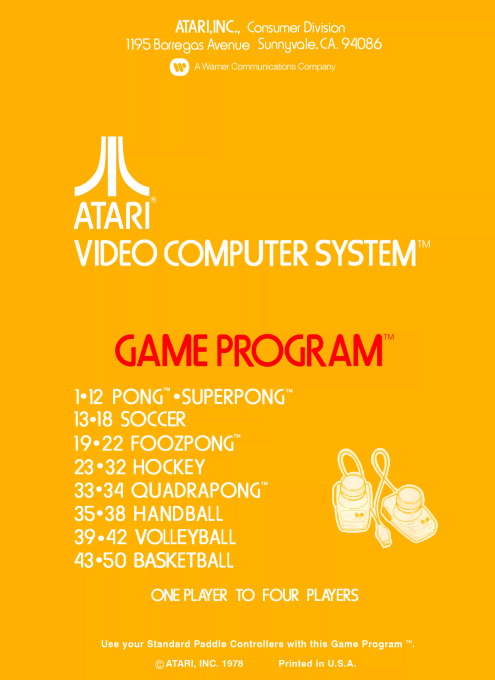 ATARI,INC., Consumer Division
1195 Borregas Avenue Sunnyvale,CA. 94086
A Warner Communications Company
ATARI®
VIDEO COMPUTER SYSTEM™
GAME PROGRAM™
1•12 PONG™•SUPERPONG™
13•18 SOCCER
19•22 FOOZPONG™
23•32 HOCKEY
33•34 QUADRAPONG™
35•38 HANDBALL
39•42 VOLLEYBALL
43•50 BASKETBALL
ONE PLAYER TO FOUR PLAYERS
Use your Standard Paddle Controllers with this Game Program ™.
© ATARI, INC. 1978 Printed in U.S.A.